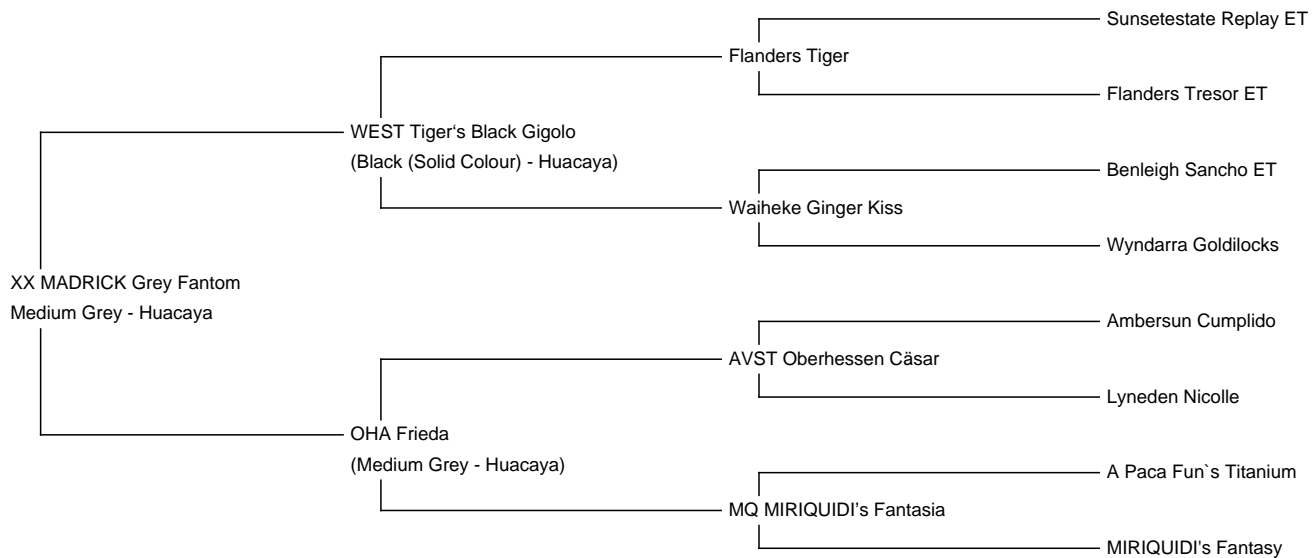 Sunsetestate Replay ET
Flanders Tiger
Flanders Tresor ET
WEST Tiger‘s Black Gigolo
(Black (Solid Colour) - Huacaya)
Benleigh Sancho ET
Waiheke Ginger Kiss
Wyndarra Goldilocks
XX MADRICK Grey Fantom
Medium Grey - Huacaya
Ambersun Cumplido
AVST Oberhessen Cäsar
Lyneden Nicolle
OHA Frieda
(Medium Grey - Huacaya)
A Paca Fun`s Titanium
MQ MIRIQUIDI’s Fantasia
MIRIQUIDI's Fantasy